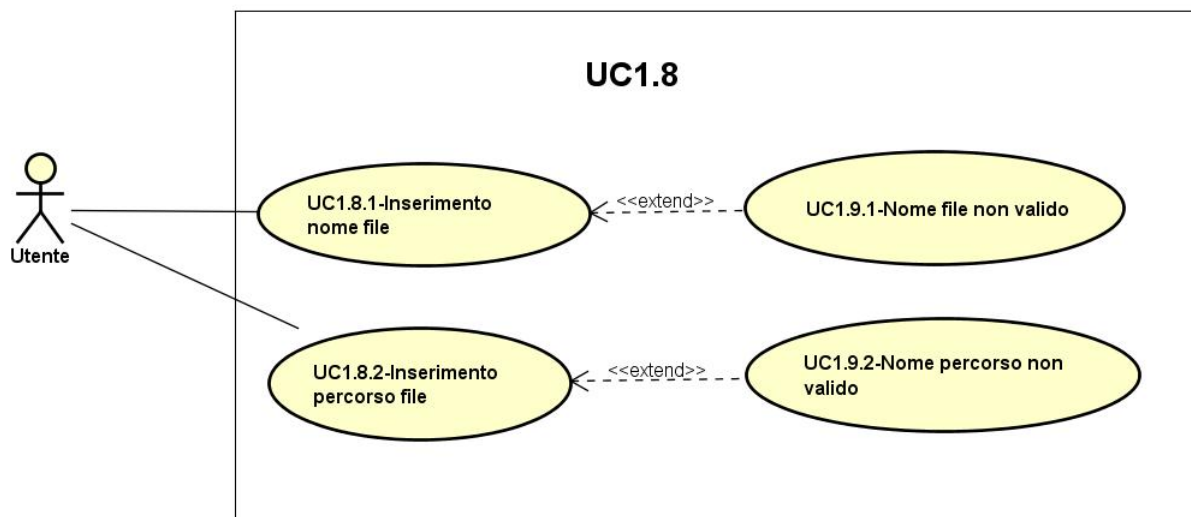 UC1.8
UC1.8.1-Inserimento
nome file
<<extend>>
UC1.9.1-Nome file non valido
Utente
UC1.8.2-Inserimento
percorso file
<<extend>>
UC1.9.2-Nome percorso non
valido